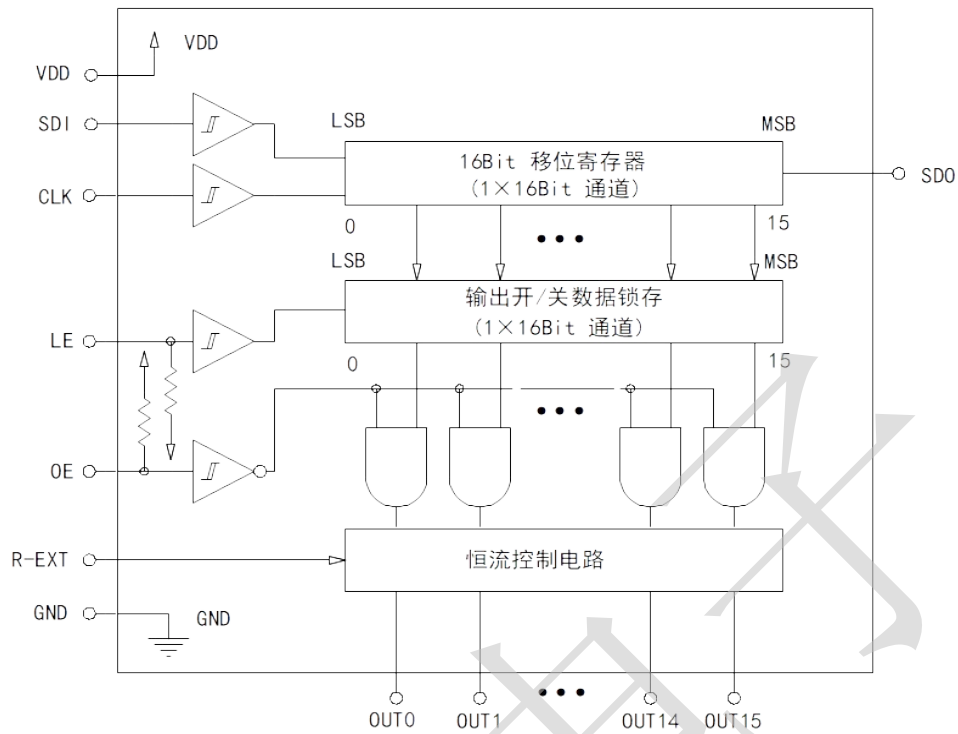 VDD
VDD
SDI
LSB
MSB
16Bit 移位寄存器
(1×16Bit 通道)
SDO
CLK
0
15
•••
LSB
MSB
输出开/关数据锁存
(1×16Bit 通道)
LE
0
15
•••
OE
R-EXT
恒流控制电路
GND
GND
•••
OUT0
OUT1
OUT14
OUT15